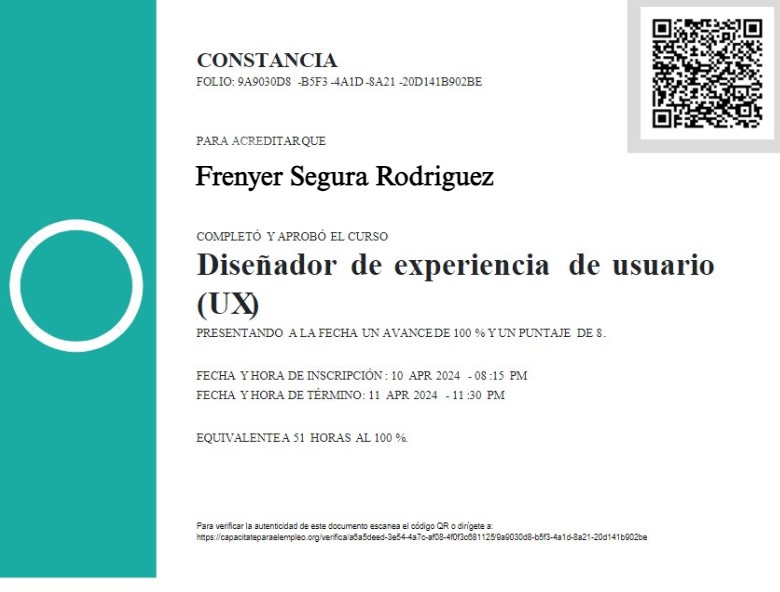 CONSTANCIA
FOLIO: 9A9030D8 -B5F3 -4A1D -8A21 -20D141B902BE
PARA ACREDITAR QUE
Frenyer Segura Rodriguez
COMPLETÓ Y APROBÓ EL CURSO
Diseñador de experiencia de usuario
(UX)
PRESENTANDO A LA FECHA UN AVANCE DE 100 % Y UN PUNTAJE DE 8.
FECHA Y HORA DE INSCRIPCIÓN : 10 APR 2024 - 08 :15 PM
FECHA Y HORA DE TÉRMINO : 11 APR 2024 - 11 :30 PM
EQUIVALENTE A 51 HORAS AL 100 %.
Para verificar la autenticidad de este documento escanea el código QR o dirígete a:
https://capacitateparaelempleo.org/verifica/a6a5deed-3e54-4a7c-af08-4f0f3c681125/9a9030d8-b5f3-4a1d-8a21-20d141b902be